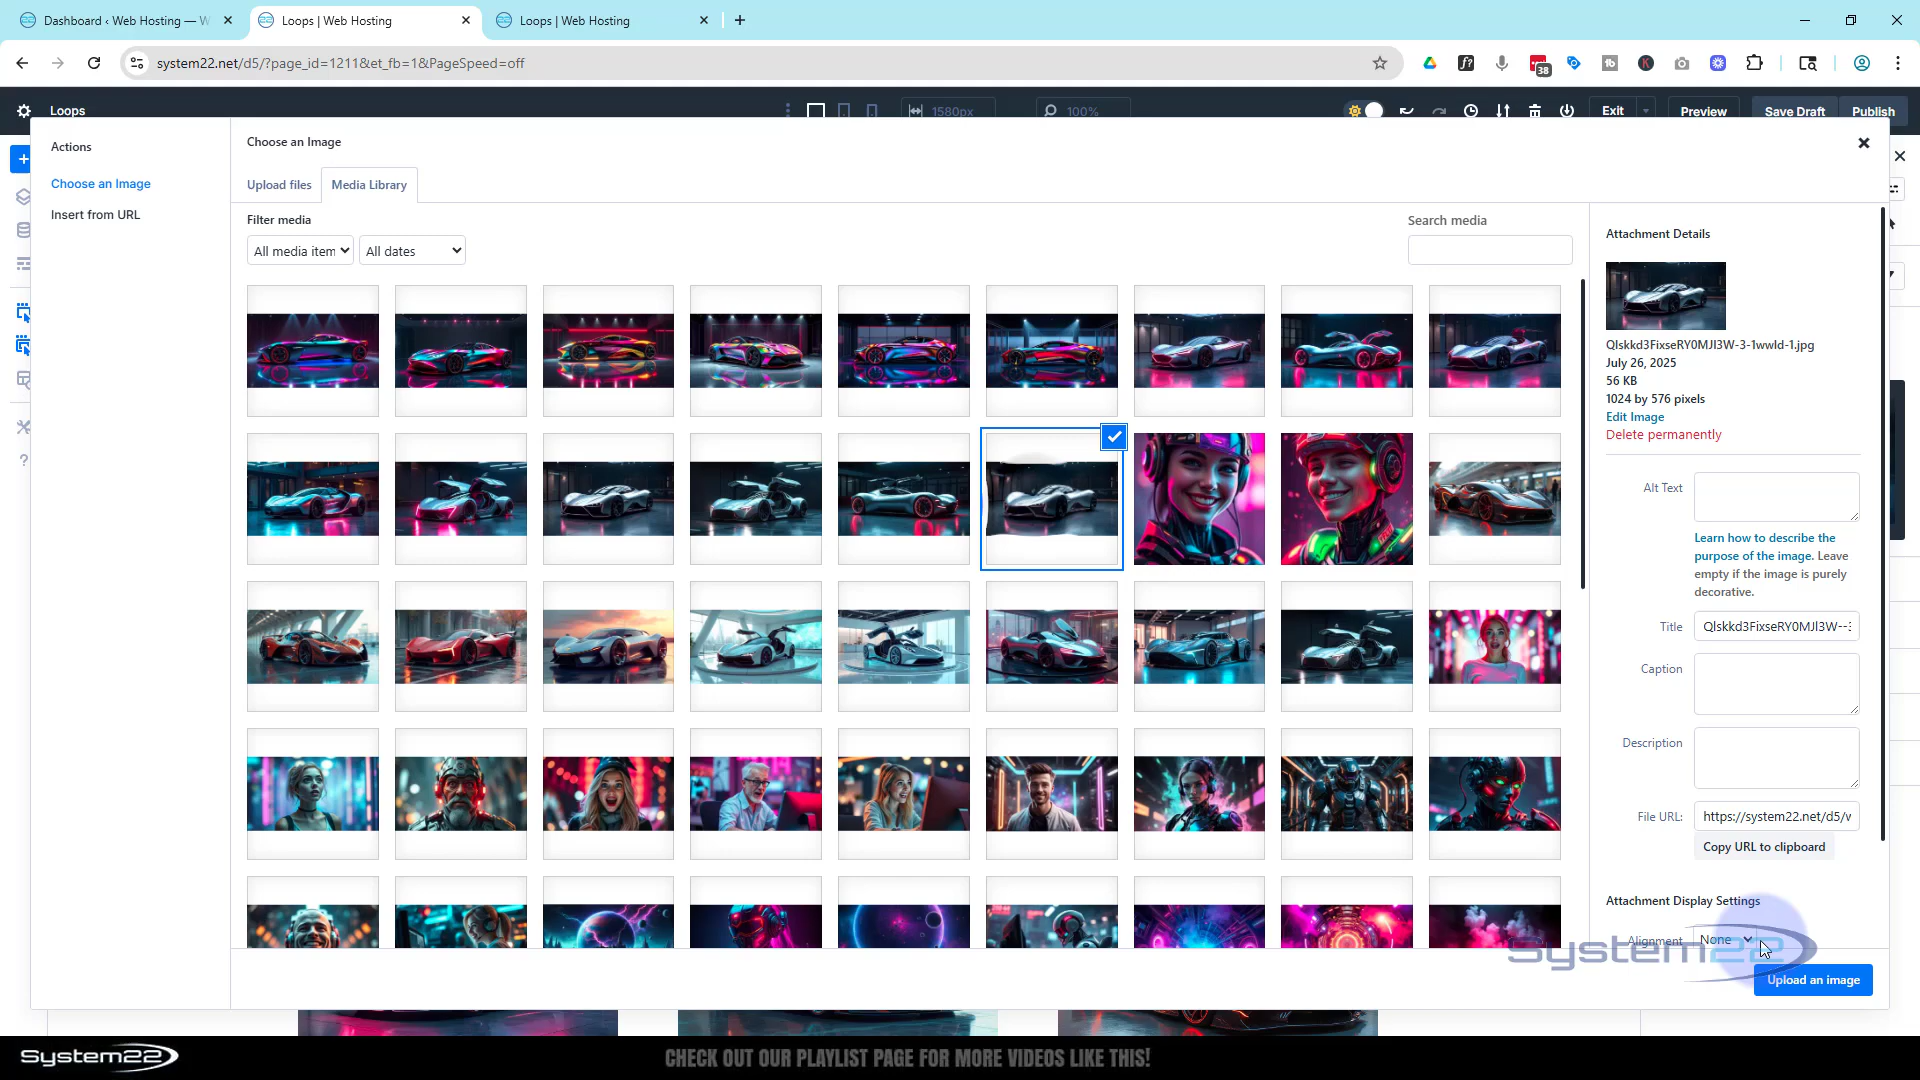 Dashboard ‹ Web Hosting — W
Loops | Web Hosting
Loops | Web Hosting
system22.net/d5/?page_id=1211&et_fb=1&PageSpeed=off
38
Loops
1580px
100%
Exit
Preview
Save Draft
Publish
Actions
Choose an Image
Insert from URL
Choose an Image
Upload files
Media Library
Filter media
All media item
All dates
Search media
Attachment Details
Qlskkd3FixseRY0MJl3W-3-1wwld-1.jpg
July 26, 2025
56 KB
1024 by 576 pixels
Edit Image
Delete permanently
Alt Text
Learn how to describe the
purpose of the image. Leave
empty if the image is purely
decorative.
Title
Qlskkd3FixseRY0MJl3W--3
Caption
Description
File URL:
https://system22.net/d5/w
Copy URL to clipboard
Attachment Display Settings
Alignment
None
System22
Upload an image
System22
CHECK OUT OUR PLAYLIST PAGE FOR MORE VIDEOS LIKE THIS!